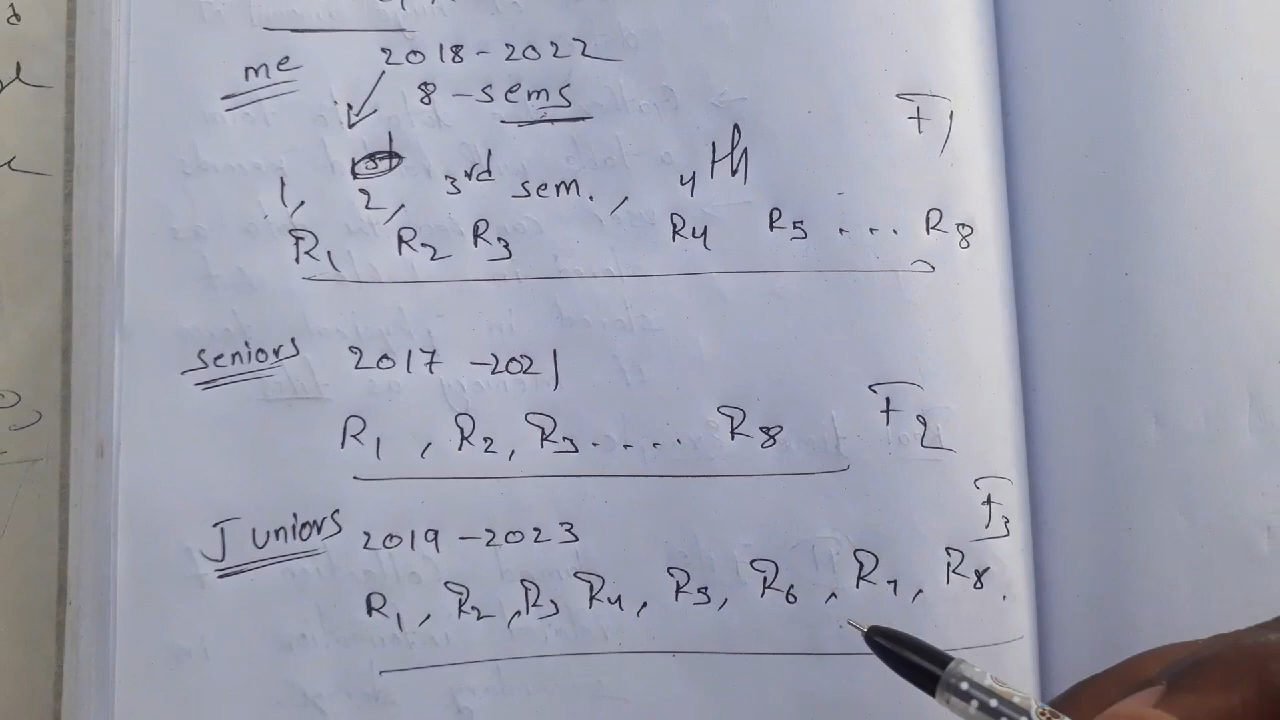 me 2018-2022
8-sems
F1
1, 2, 3rd sem., 4th
R1 R2 R3 R4 R5 ... R8
seniors 2017-2021
F2
R1, R2, R3..... R8
F3
Juniors 2019-2023
R1, R2, R3 R4, R5, R6, R7, R8.